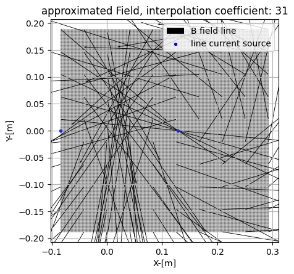 approximated Field, interpolation coefficient: 31
B field line
line current source
0.20
0.15
0.10
0.05
0.00
−0.05
−0.10
−0.15
−0.20
Y-[m]
−0.1
0.0
0.1
0.2
0.3
X-[m]